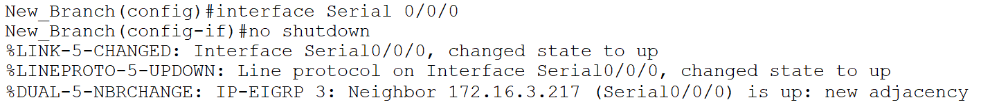 New_Branch(config)#interface Serial 0/0/0
New_Branch(config-if)#no shutdown
%LINK-5-CHANGED: Interface Serial0/0/0, changed state to up
%LINEPROTO-5-UPDOWN: Line protocol on Interface Serial0/0/0, changed state to up
%DUAL-5-NBRCHANGE: IP-EIGRP 3: Neighbor 172.16.3.217 (Serial0/0/0) is up: new adjacency